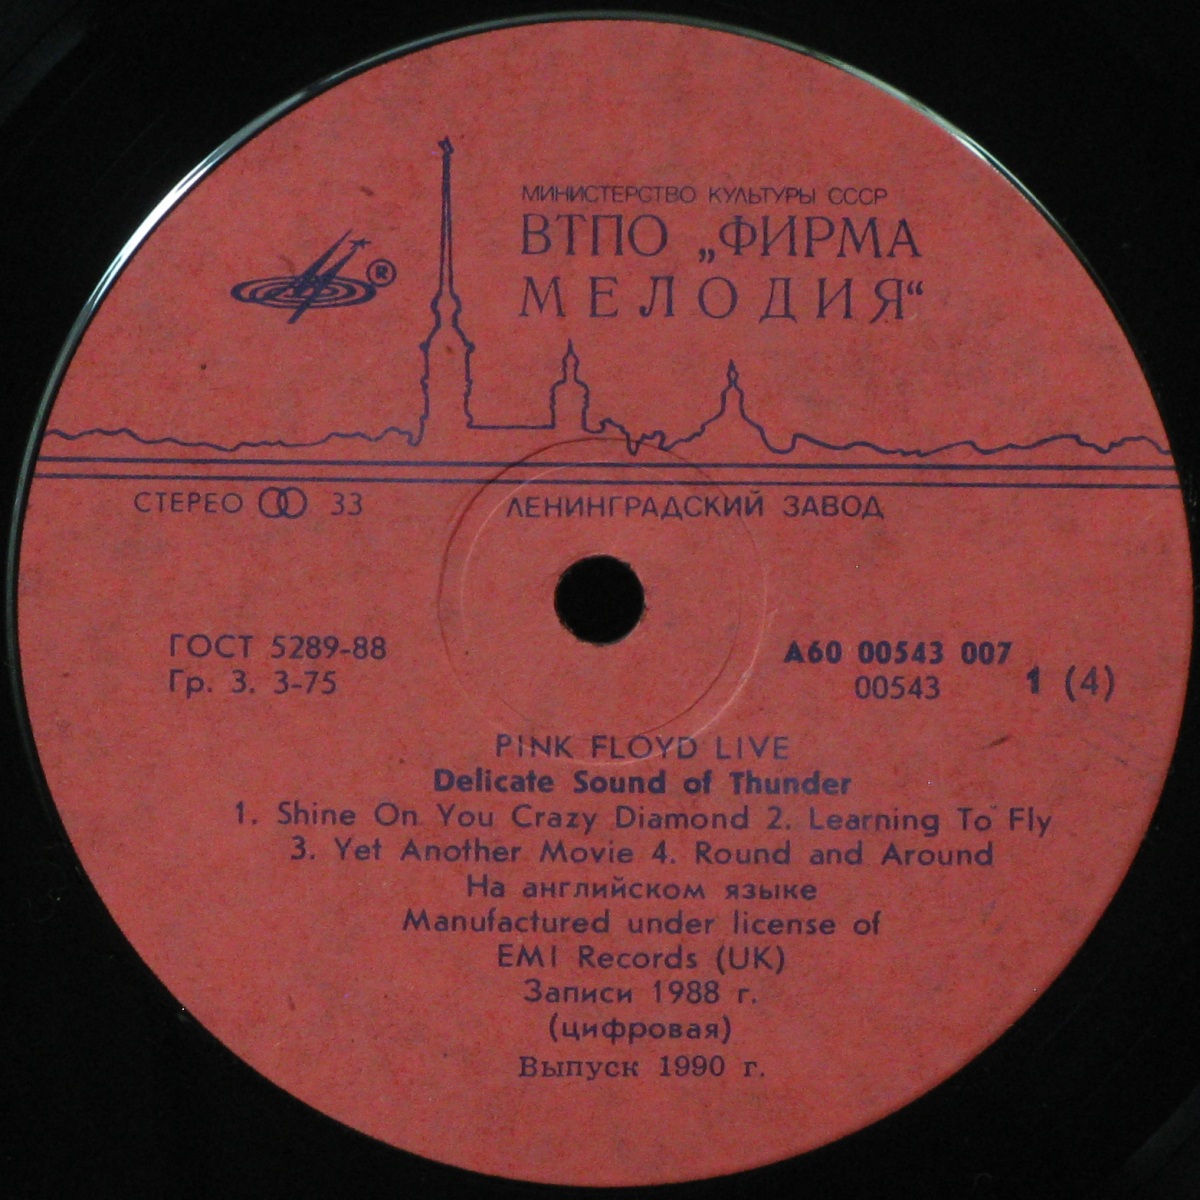 МИНИСТЕРСТВО КУЛЬТУРЫ СССР
ВТПО „ФИРМА
МЕЛОДИЯ“
®
СТЕРЕО 33
ЛЕНИНГРАДСКИЙ ЗАВОД
ГОСТ 5289-88
Гр. 3. 3-75
А60 00543 007
00543
1 (4)
PINK FLOYD LIVE
Delicate Sound of Thunder
1. Shine On You Crazy Diamond 2. Learning To Fly
3. Yet Another Movie 4. Round and Around
На английском языке
Manufactured under license of
EMI Records (UK)
Записи 1988 г.
(цифровая)
Выпуск 1990 г.